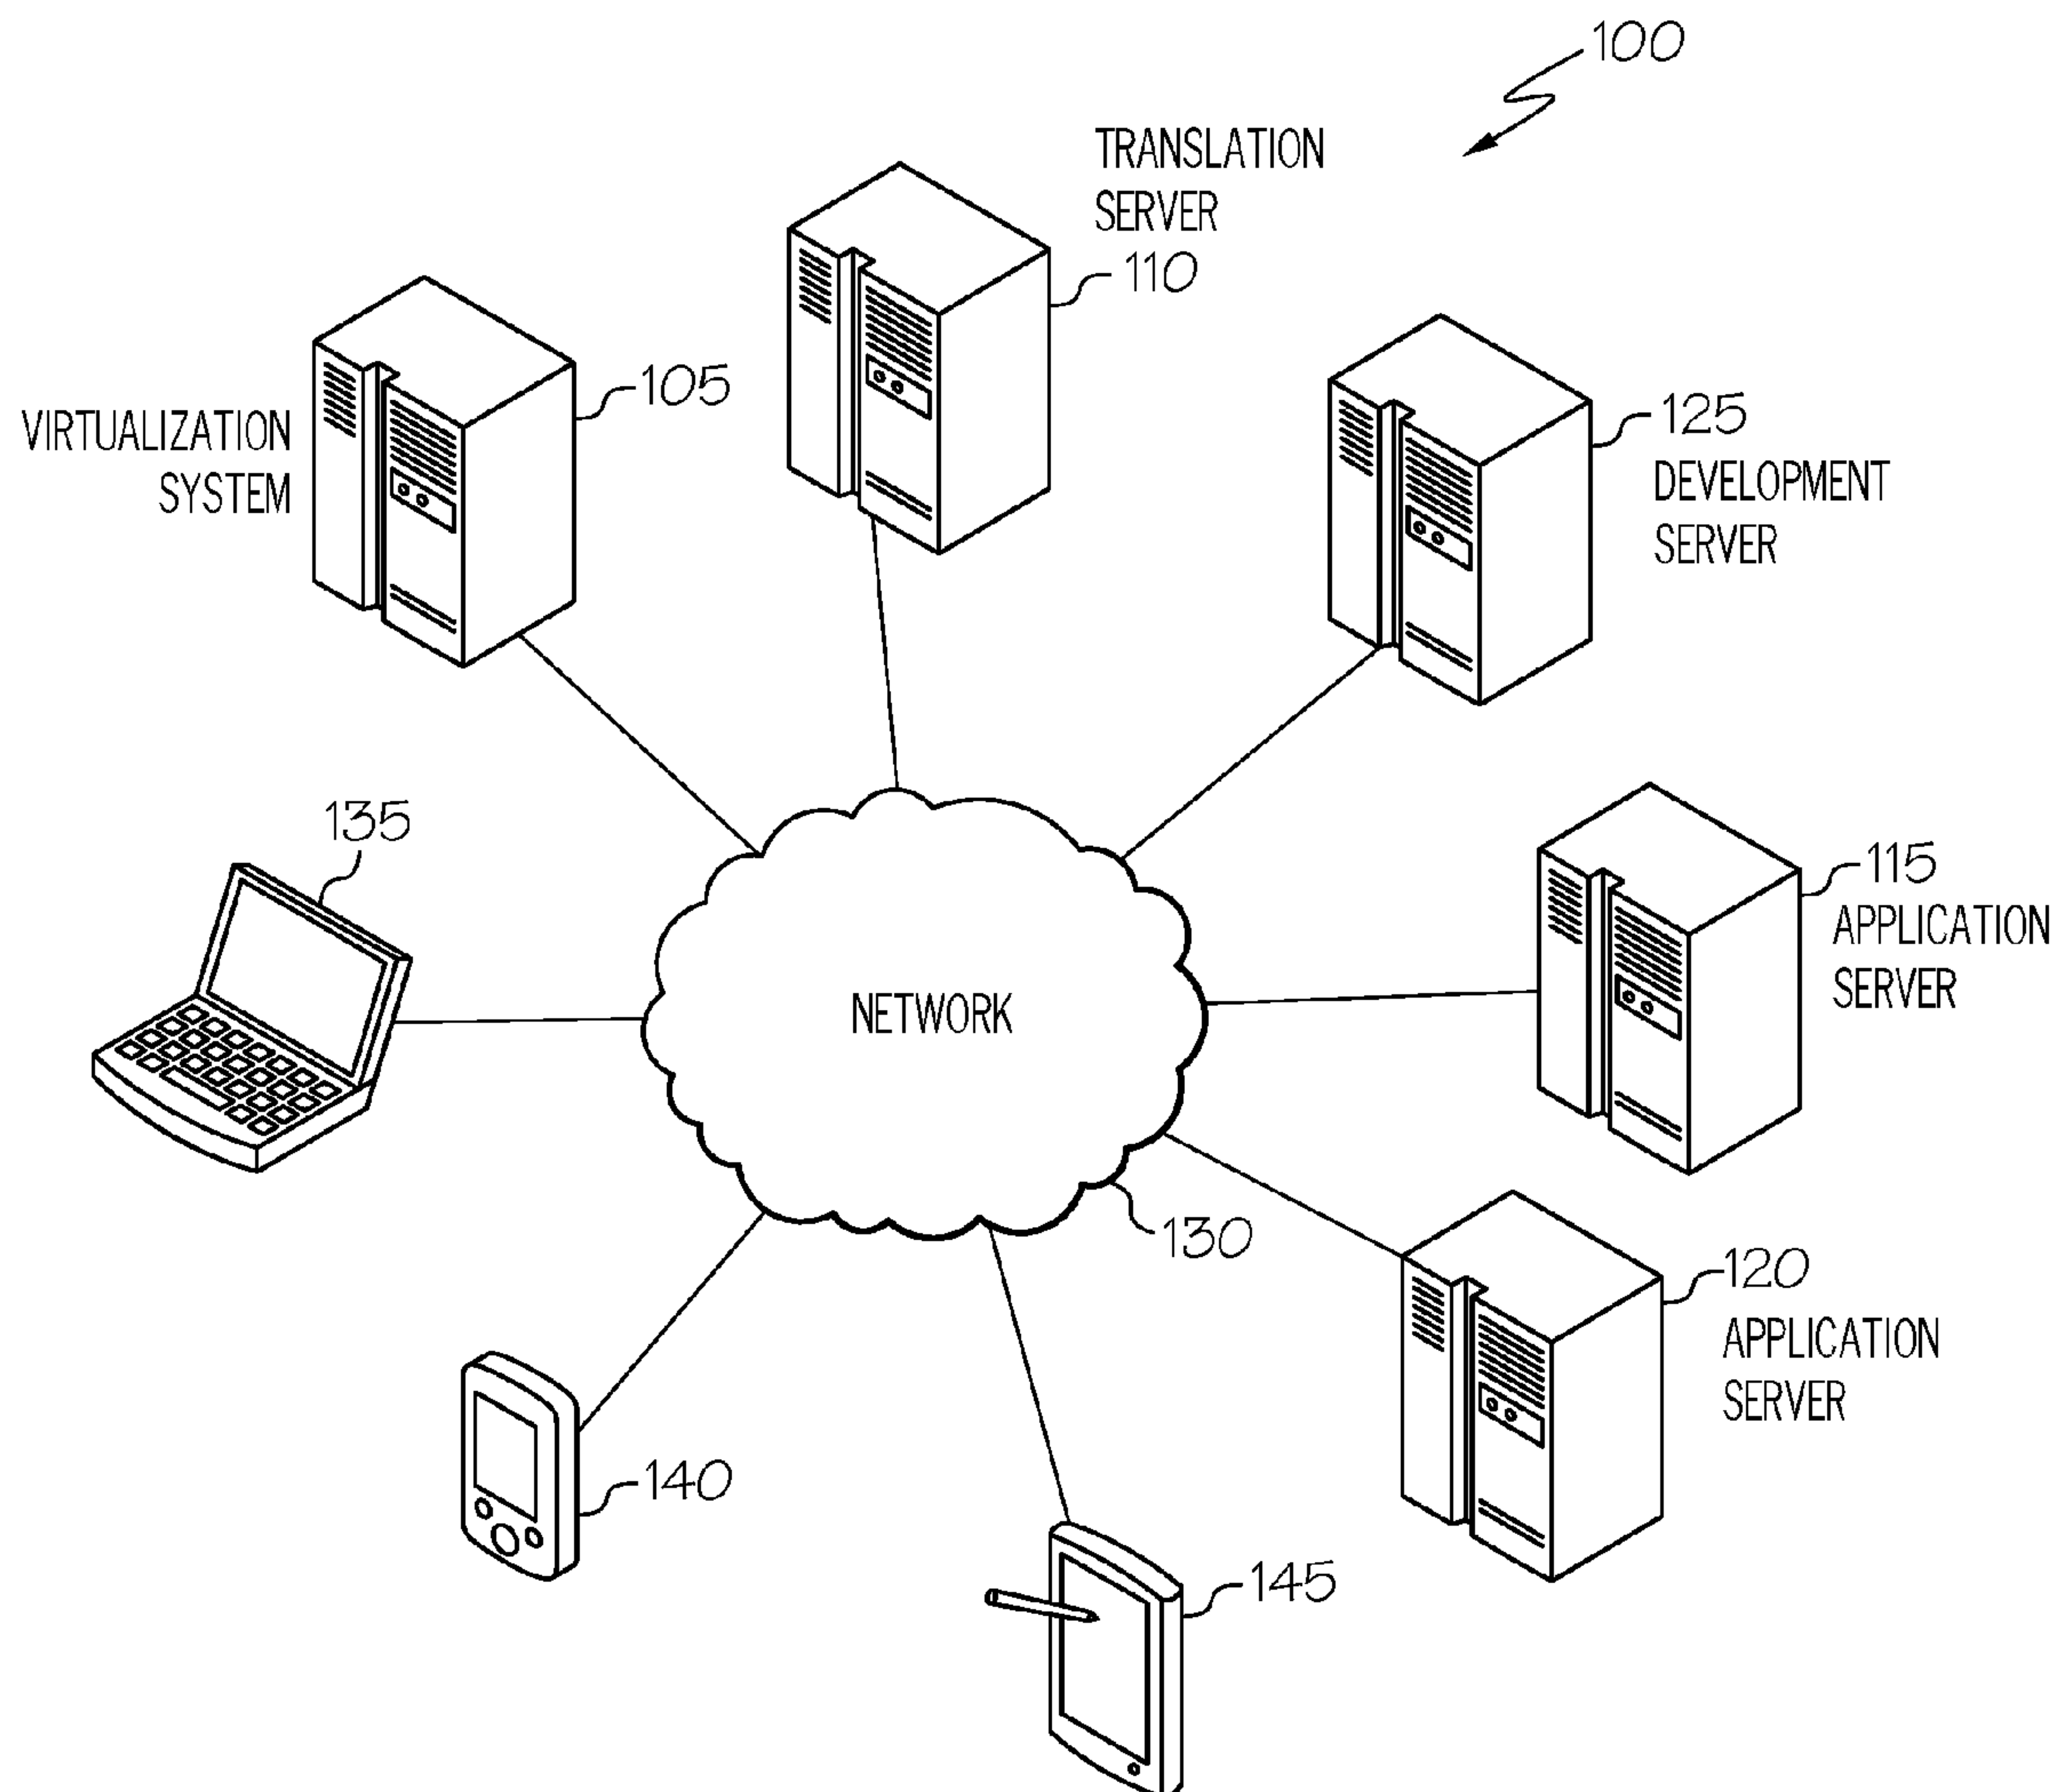 100
TRANSLATION
SERVER
110
105
VIRTUALIZATION
SYSTEM
125
DEVELOPMENT
SERVER
135
115
APPLICATION
SERVER
NETWORK
130
120
APPLICATION
SERVER
140
145